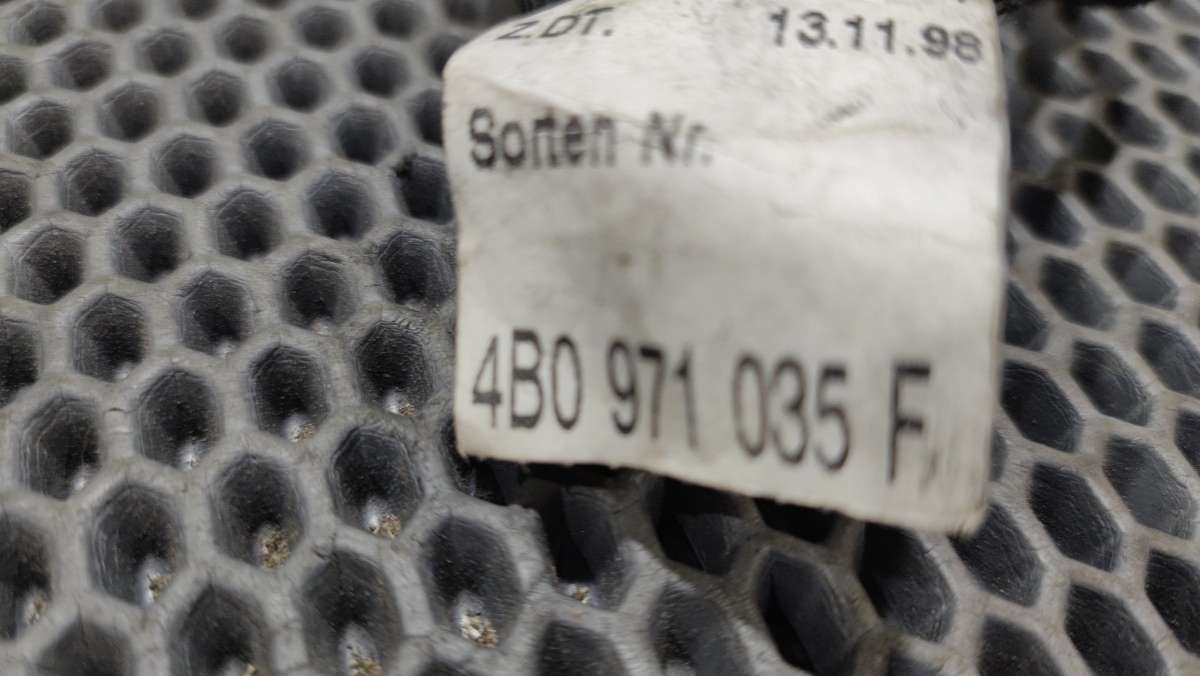 Z.DT. 13.11.98
Sorten Nr.
4B0 971 035 F